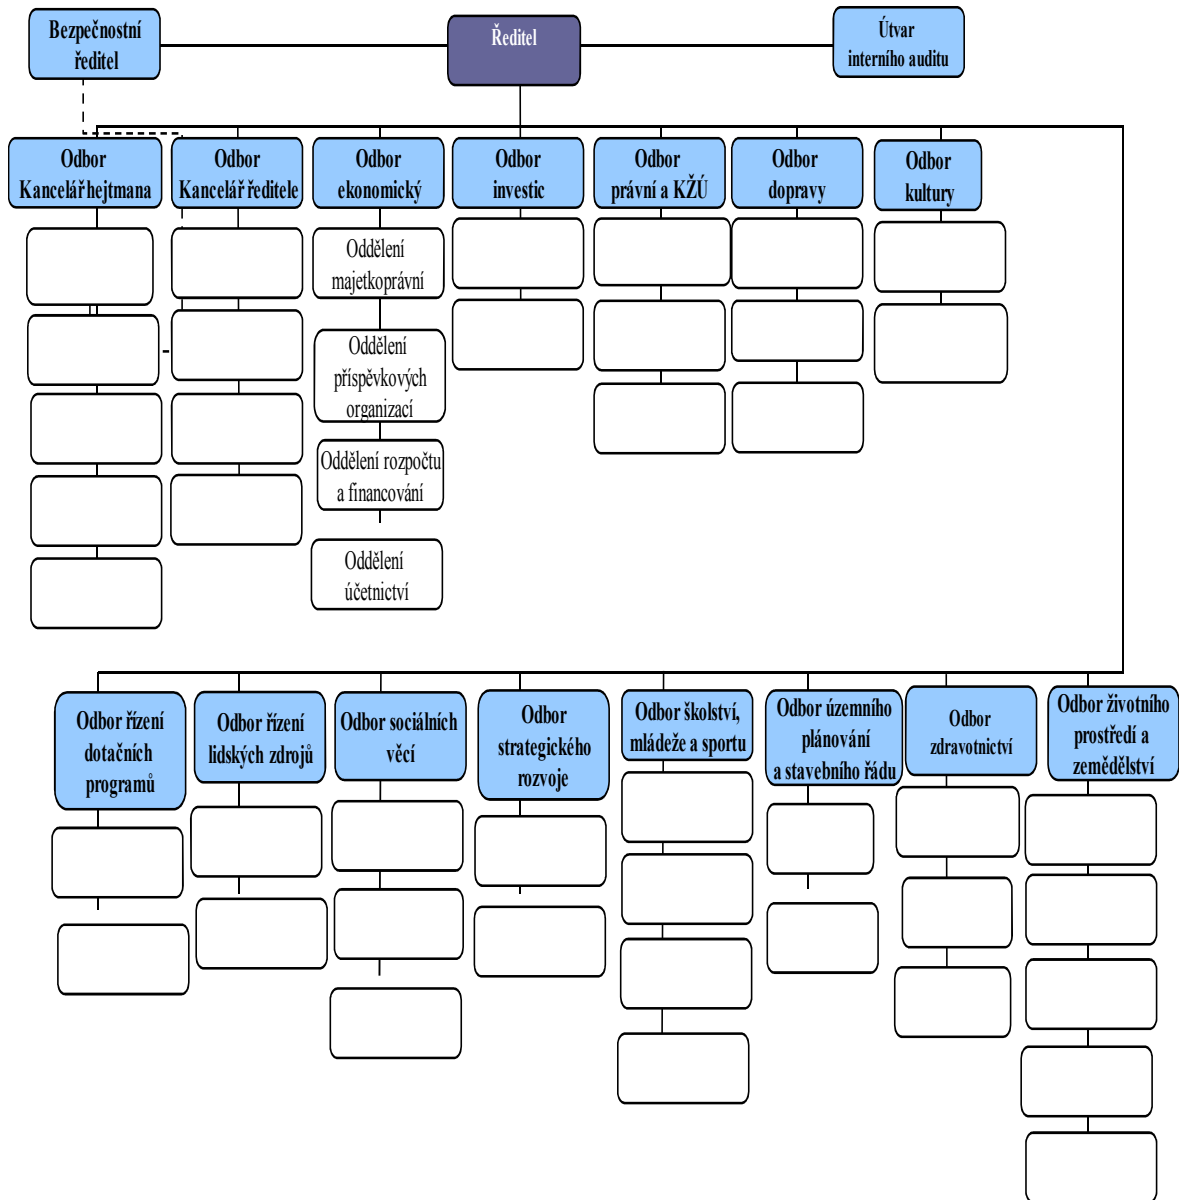 Bezpečnostní
ředitel
Ředitel
Útvar
interního auditu
Odbor
Kancelář hejtmana
Odbor
Kancelář ředitele
Odbor
ekonomický
Odbor
investic
Odbor
právní a KŽÚ
Odbor
dopravy
Odbor
kultury
Oddělení
majetkoprávní
Oddělení
příspěvkových
organizací
Oddělení rozpočtu
a financování
Oddělení
účetnictví
Odbor řízení
dotačních
programů
Odbor řízení
lidských zdrojů
Odbor sociálních
věcí
Odbor
strategického
rozvoje
Odbor školství,
mládeže a sportu
Odbor územního
plánování
a stavebního řádu
Odbor
zdravotnictví
Odbor životního
prostředí a
zemědělství